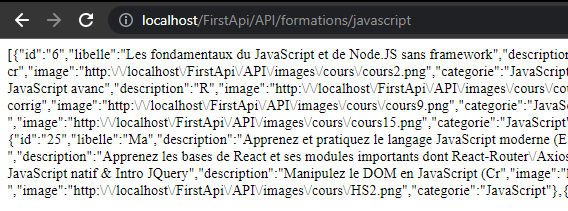 localhost/FirstApi/API/formations/javascript
[{"id":"6","libelle":"Les fondamentaux du JavaScript et de Node.JS sans framework","description
cr","image":"http:\/\/localhost\/FirstApi\/API\/images\/cours\/cours2.png","categorie":"JavaScript
JavaScript avanc","description":"R","image":"http:\/\/localhost\/FirstApi\/API\/images\/cours\/cou
corrig","image":"http:\/\/localhost\/FirstApi\/API\/images\/cours\/cours9.png","categorie":"JavaSc
","image":"http:\/\/localhost\/FirstApi\/API\/images\/cours\/cours15.png","categorie":"JavaScript"
{"id":"25","libelle":"Ma","description":"Apprenez et pratiquez le langage JavaScript moderne (E
","description":"Apprenez les bases de React et ses modules importants dont React-Router\/Axios
JavaScript natif & Intro JQuery","description":"Manipulez le DOM en JavaScript (Cr","image":"h
","image":"http:\/\/localhost\/FirstApi\/API\/images\/cours\/HS2.png","categorie":"JavaScript"},{